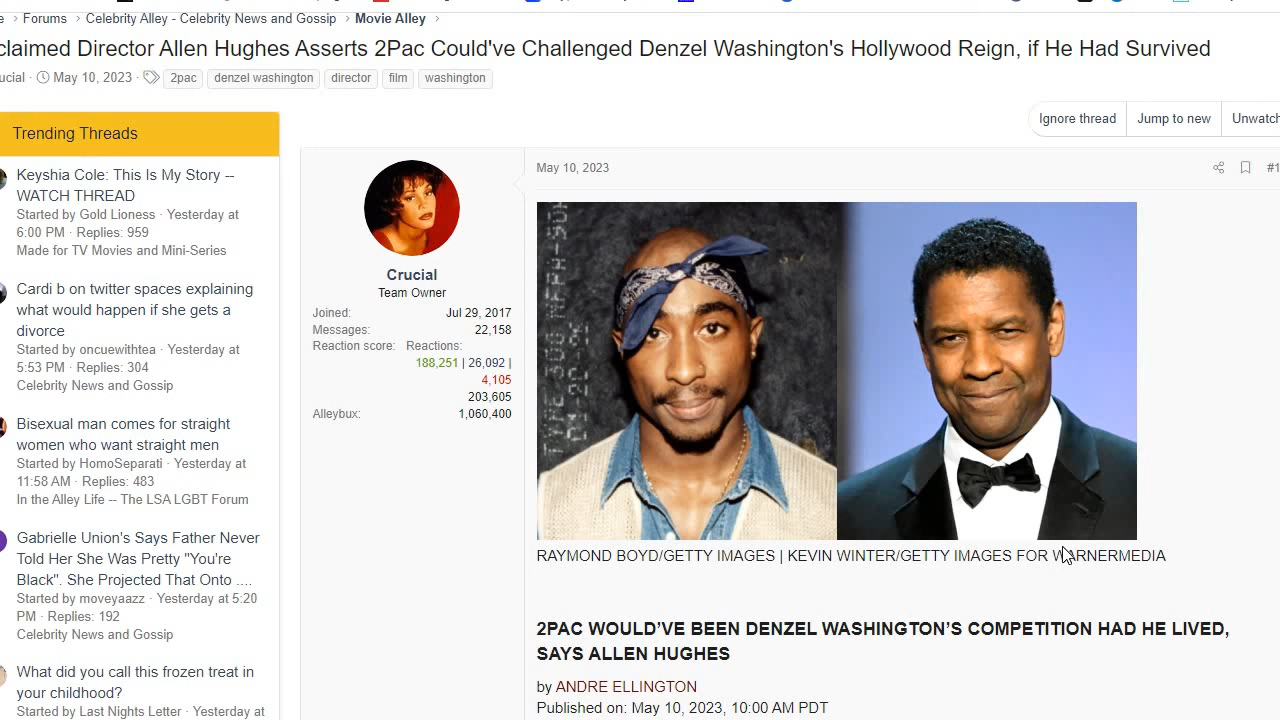 Forums > Celebrity Alley - Celebrity News and Gossip > Movie Alley >
claimed Director Allen Hughes Asserts 2Pac Could've Challenged Denzel Washington's Hollywood Reign, if He Had Survived
ucial · May 10, 2023 · 2pac denzel washington director film washington
Ignore thread Jump to new Unwatch
Trending Threads
Keyshia Cole: This Is My Story --
WATCH THREAD
Started by Gold Lioness · Yesterday at
6:00 PM · Replies: 959
Made for TV Movies and Mini-Series
Cardi b on twitter spaces explaining
what would happen if she gets a
divorce
Started by oncuewithtea · Yesterday at
5:53 PM · Replies: 304
Celebrity News and Gossip
Bisexual man comes for straight
women who want straight men
Started by HomoSeparati · Yesterday at
11:58 AM · Replies: 483
In the Alley Life -- The LSA LGBT Forum
Gabrielle Union's Says Father Never
Told Her She Was Pretty "You're
Black". She Projected That Onto ....
Started by moveyaazz · Yesterday at 5:20
PM · Replies: 192
Celebrity News and Gossip
What did you call this frozen treat in
your childhood?
Started by Last Nights Letter · Yesterday at
Crucial
Team Owner
Joined: Jul 29, 2017
Messages: 22,158
Reaction score: Reactions:
188,251 | 26,092 |
4,105
203,605
Alleybux: 1,060,400
May 10, 2023 #1
RAYMOND BOYD/GETTY IMAGES | KEVIN WINTER/GETTY IMAGES FOR WARNERMEDIA
2PAC WOULD'VE BEEN DENZEL WASHINGTON'S COMPETITION HAD HE LIVED,
SAYS ALLEN HUGHES
by ANDRE ELLINGTON
Published on: May 10, 2023, 10:00 AM PDT